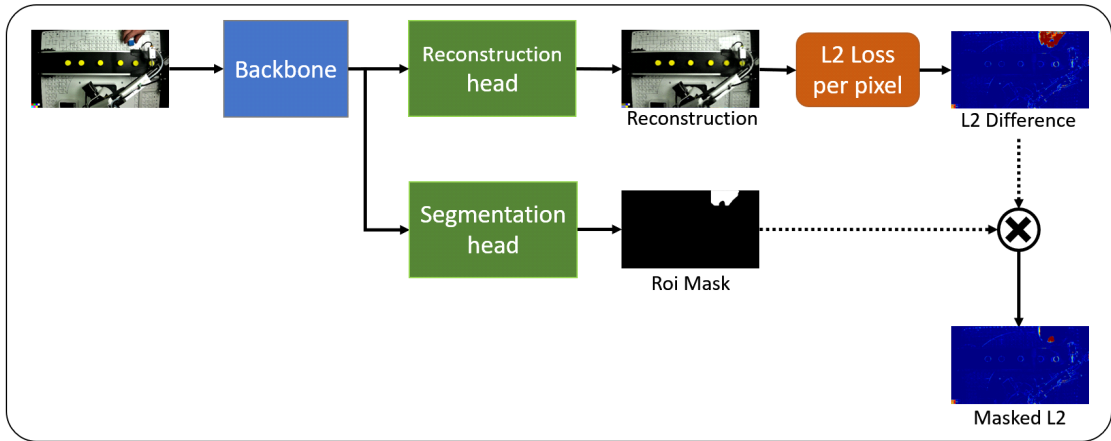 Backbone
Reconstruction
head
Reconstruction
L2 Loss
per pixel
L2 Difference
Segmentation
head
Roi Mask
Masked L2